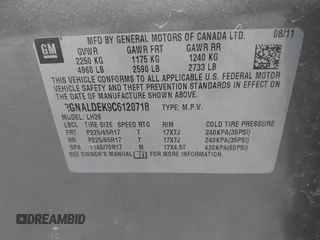 GM
MFD BY GENERAL MOTORS OF CANADA LTD.
08/11
GVWR GAWR FRT GAWR RR
2250 KG 1175 KG 1240 KG
4960 LB 2590 LB 2733 LB
THIS VEHICLE CONFORMS TO ALL APPLICABLE U.S. FEDERAL MOTOR
VEHICLE SAFETY AND THEFT PREVENTION STANDARDS IN
EFFECT ON THE DATE OF MANUFACTURE SHOWN ABOVE.
2GNALDEK9C6120718 TYPE: M.P.V.
MODEL: LH26
LBCL TIRE SIZE SPEED RTG RIM COLD TIRE PRESSURE
FRT P225/65R17 T 17X7J 240KPA(35PSI)
RR P225/65R17 T 17X7J 240KPA(35PSI)
SPA T145/70R17 M 17X4.5T 420KPA(60PSI)
SEE OWNER'S MANUAL FOR MORE INFORMATION.
DREAMBID
DREAMBID.COM